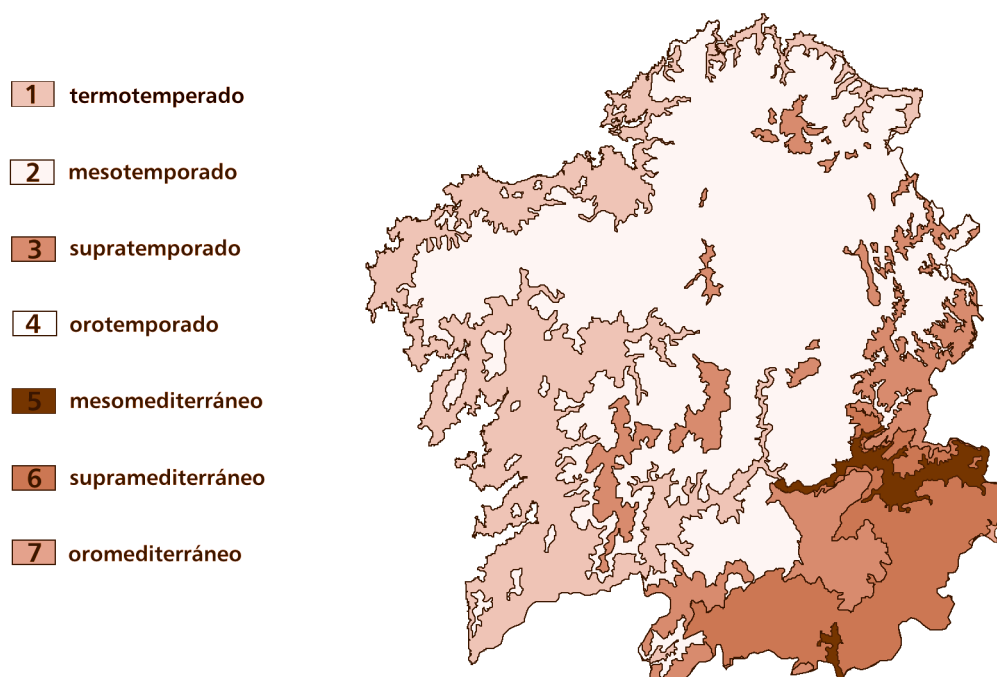 1 termotemperado
2 mesotemporado
3 supratemporado
4 orotemporado
5 mesomediterráneo
6 supramediterráneo
7 oromediterráneo